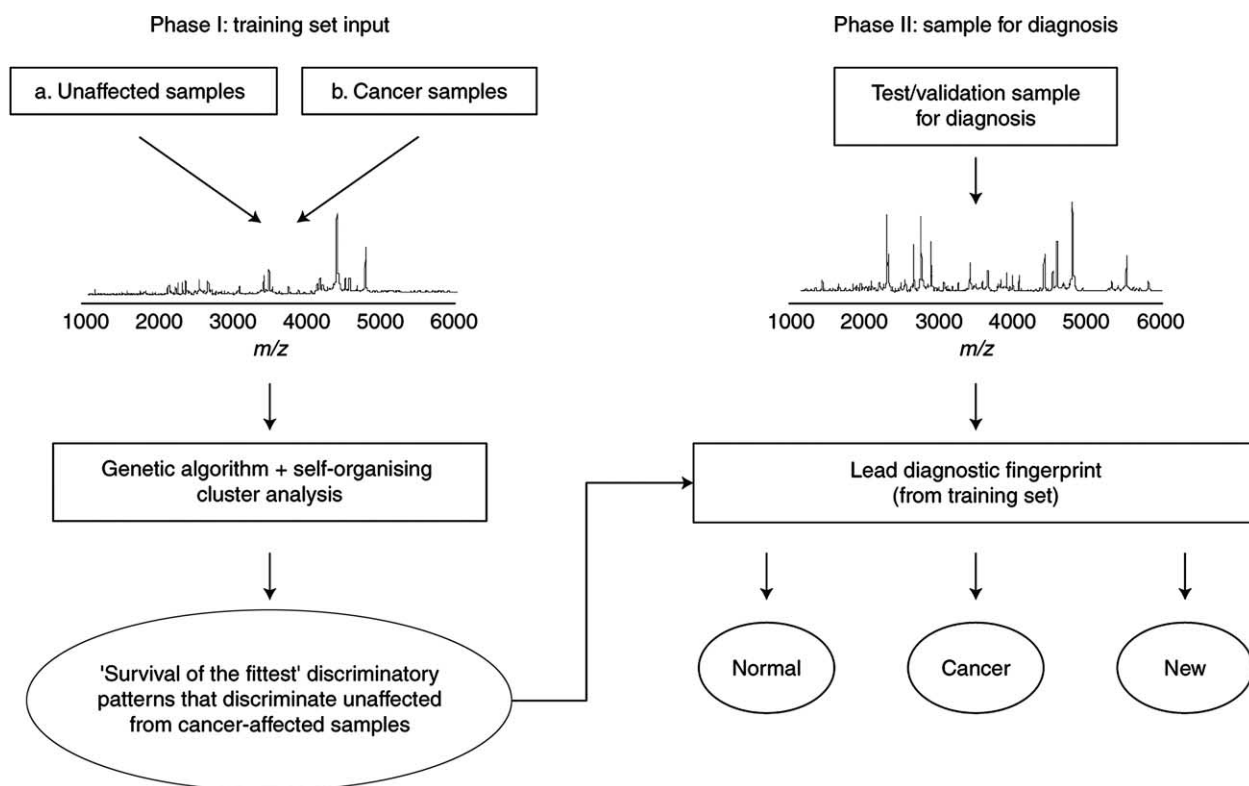 Phase I: training set input
a. Unaffected samples
b. Cancer samples
1000 2000 3000 4000 5000 6000
m/z
Genetic algorithm + self-organising
cluster analysis
'Survival of the fittest' discriminatory
patterns that discriminate unaffected
from cancer-affected samples
Phase II: sample for diagnosis
Test/validation sample
for diagnosis
1000 2000 3000 4000 5000 6000
m/z
Lead diagnostic fingerprint
(from training set)
Normal
Cancer
New